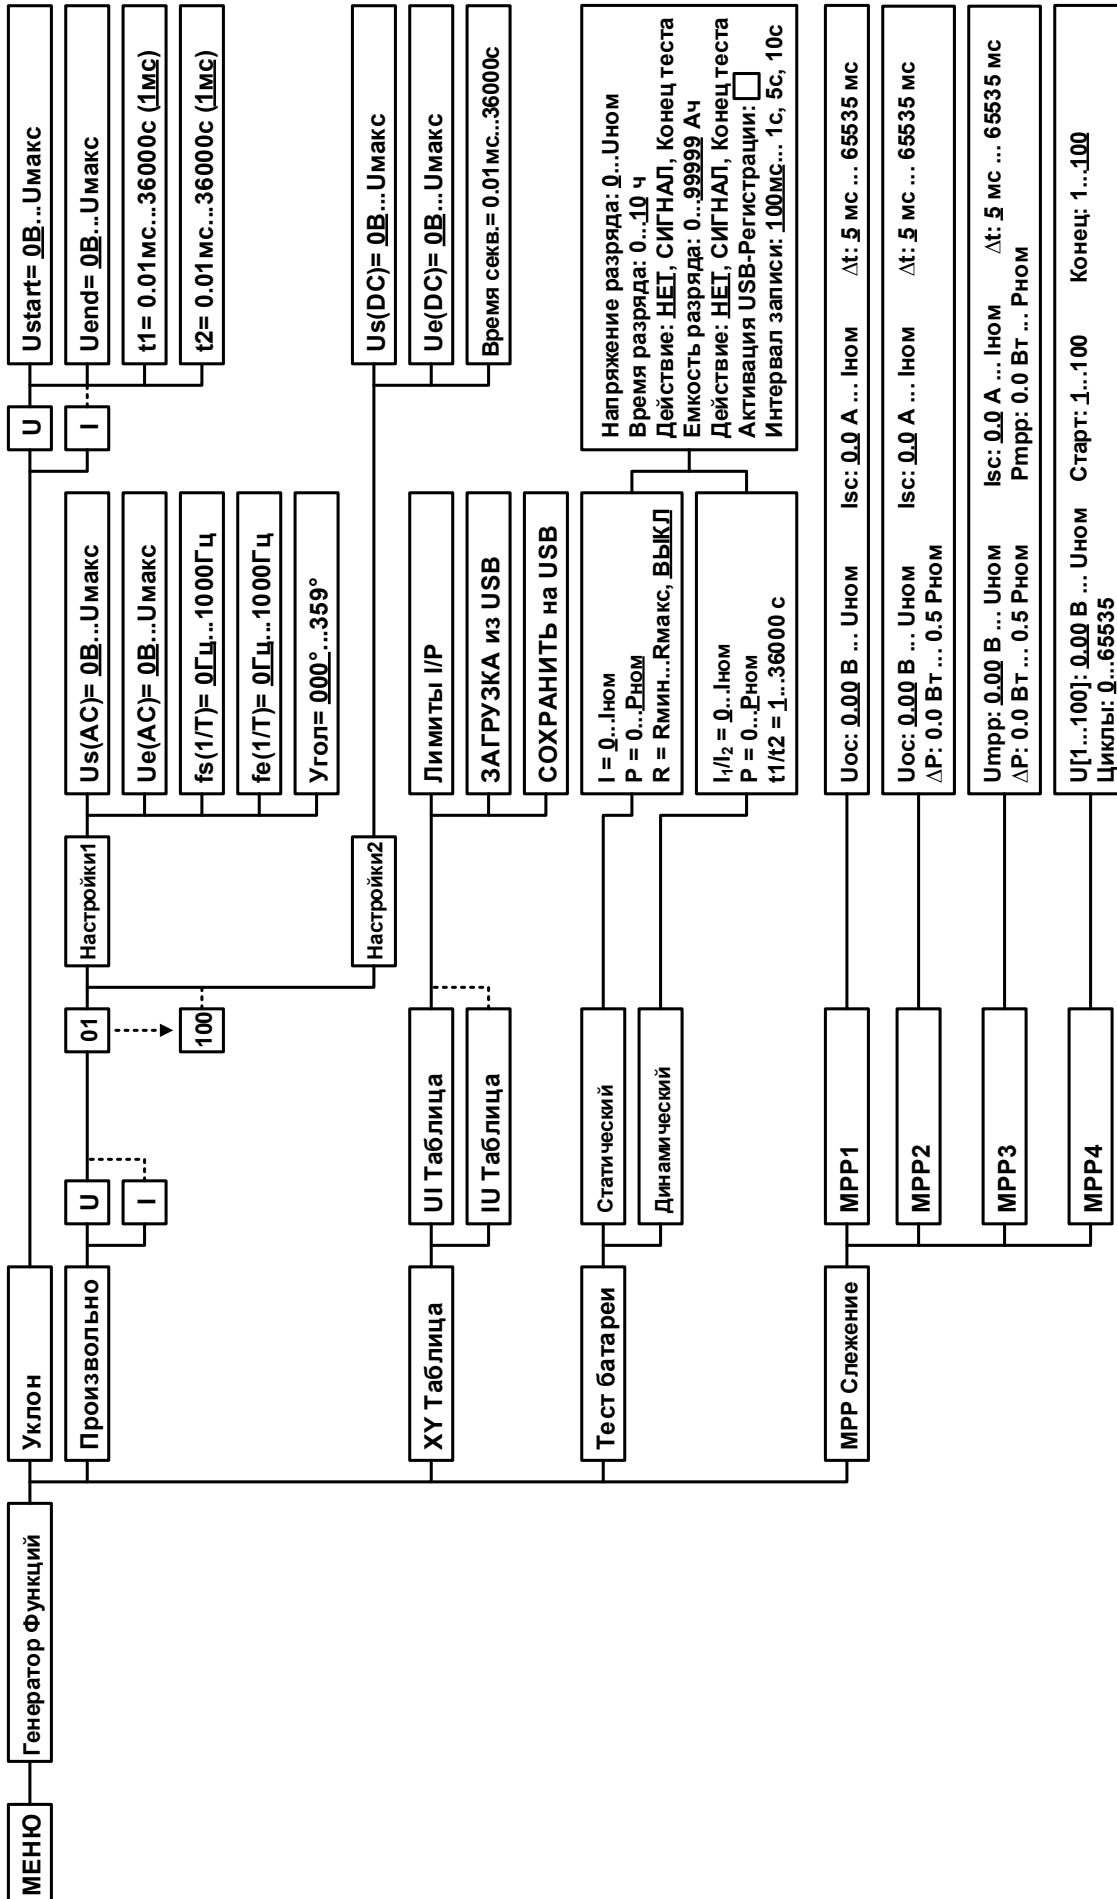 МЕНЮ
Генератор Функций
Уклон
U
I
Ustart= 0В...Uмакс
Uend= 0В...Uмакс
t1= 0.01мс...36000с (1мс)
t2= 0.01мс...36000с (1мс)
Произвольно
U
I
01
100
Настройки1
Us(AC)= 0В...Uмакс
Ue(AC)= 0В...Uмакс
fs(1/T)= 0Гц...1000Гц
fe(1/T)= 0Гц...1000Гц
Угол= 000°...359°
Настройки2
Us(DC)= 0В...Uмакс
Ue(DC)= 0В...Uмакс
Время секв.= 0.01мс...36000с
XY Таблица
UI Таблица
IU Таблица
Лимиты I/P
ЗАГРУЗКА из USB
СОХРАНИТЬ на USB
Тест батареи
Статический
I = 0...Iном
P = 0...Pном
R = Rмин...Rмакс, ВЫКЛ
Динамический
I1/I2 = 0...Iном
P = 0...Pном
t1/t2 = 1...36000 с
Напряжение разряда: 0...Uном
Время разряда: 0...10 ч
Действие: НЕТ, СИГНАЛ, Конец теста
Емкость разряда: 0...99999 Ач
Действие: НЕТ, СИГНАЛ, Конец теста
Активация USB-Регистрации:
Интервал записи: 100мс... 1с, 5с, 10с
MPP Слежение
MPP1
Uoc: 0.00 В ... Uном Isc: 0.0 А ... Iном Δt: 5 мс ... 65535 мс
MPP2
Uoc: 0.00 В ... Uном Isc: 0.0 А ... Iном Δt: 5 мс ... 65535 мс
ΔP: 0.0 Вт ... 0.5 Pном
MPP3
Umpp: 0.00 В ... Uном Isc: 0.0 А ... Iном Δt: 5 мс ... 65535 мс
ΔP: 0.0 Вт ... 0.5 Pном Pmpp: 0.0 Вт ... Pном
MPP4
U[1...100]: 0.00 В ... Uном Старт: 1...100 Конец: 1...100
Циклы: 0...65535